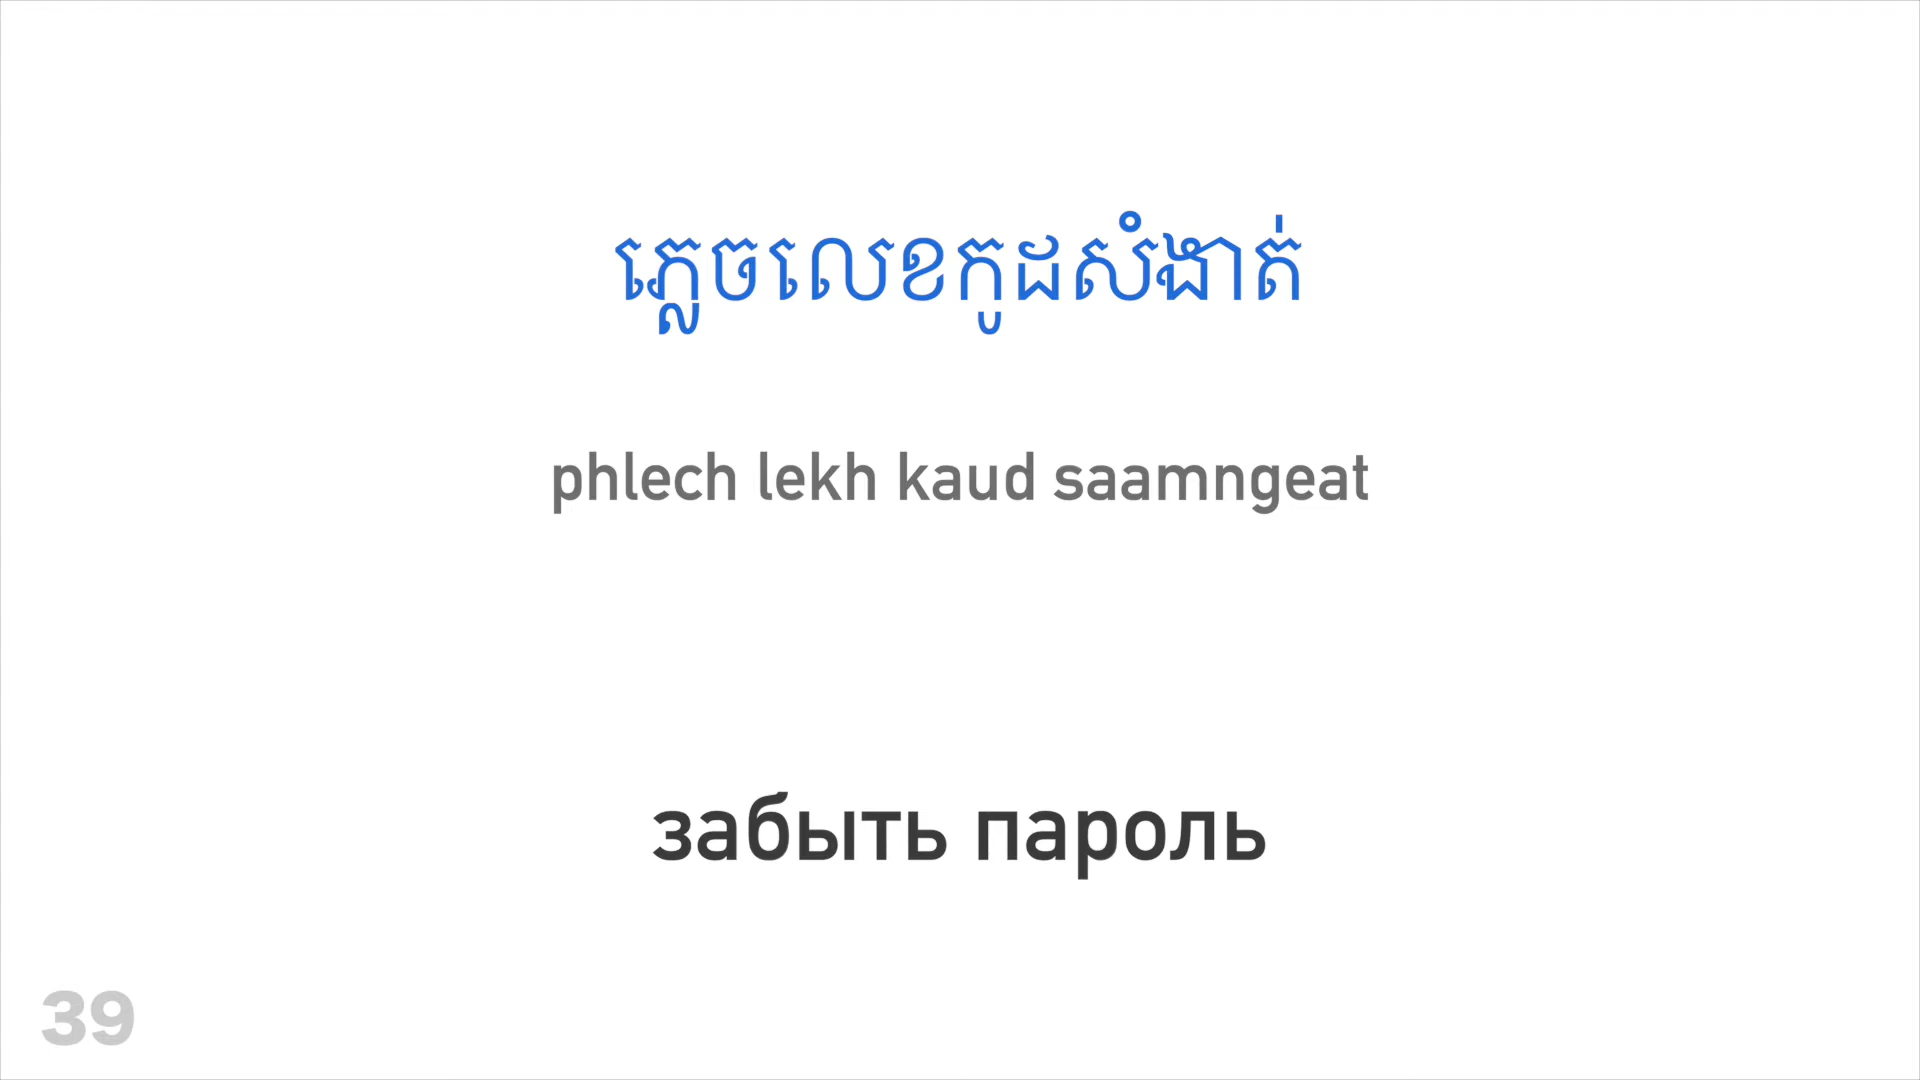 ភ្លេចលេខកូដសំងាត់
phlech lekh kaud saamngeat
забыть пароль
39